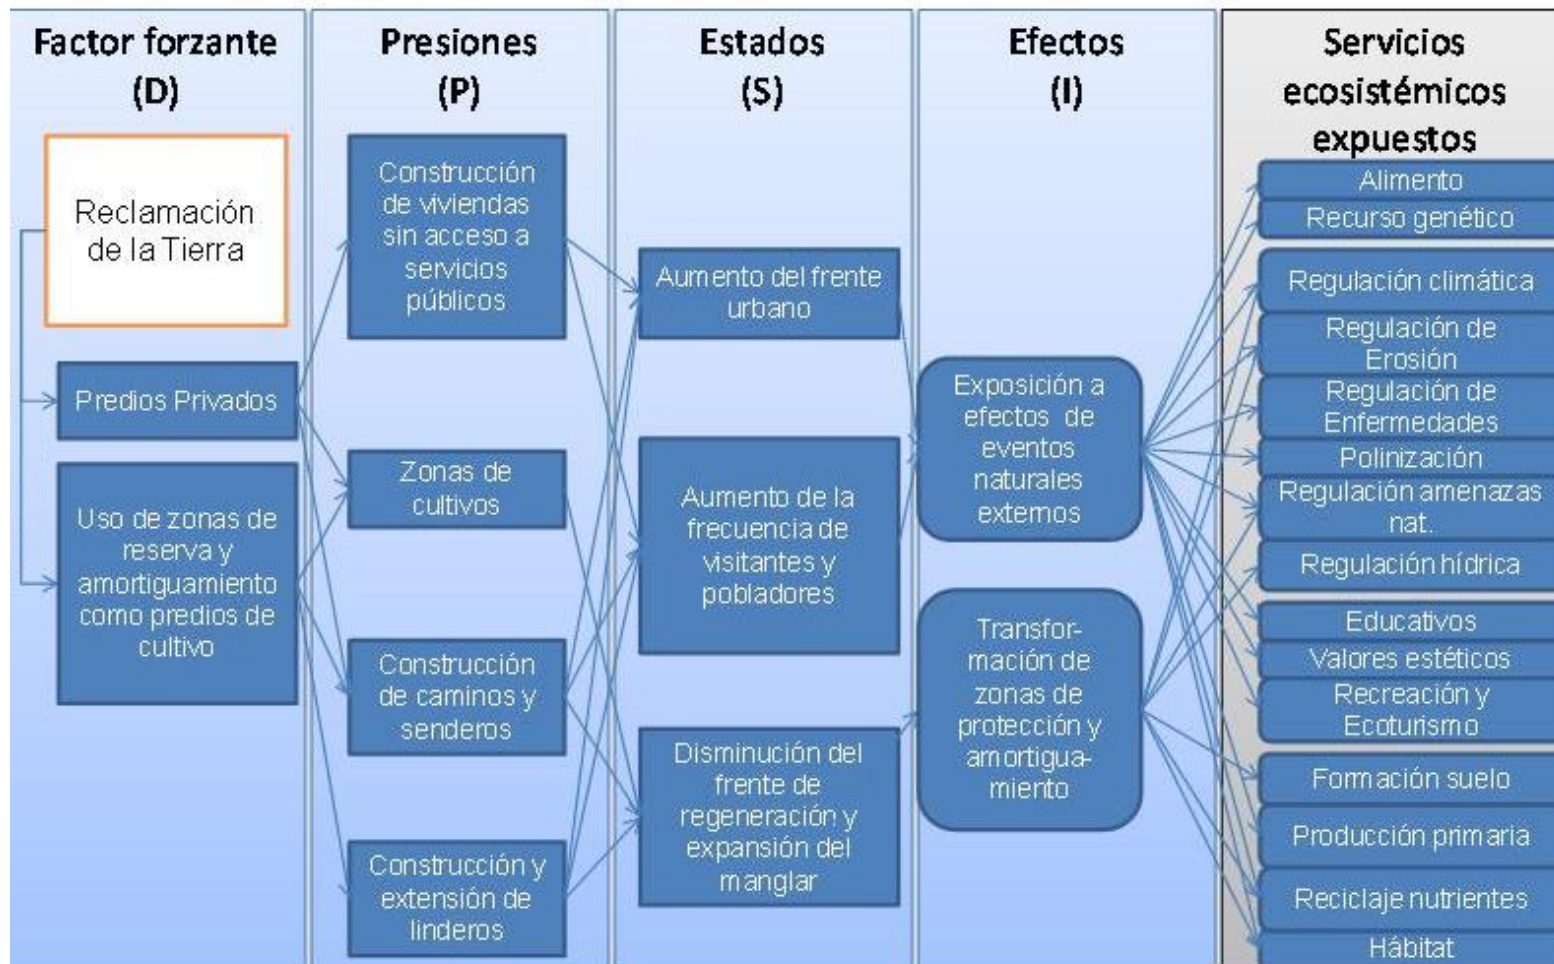 Factor forzante
(D)
Reclamación
de la Tierra
Predios Privados
Uso de zonas de
reserva y
amortiguamiento
como predios de
cultivo
Presiones
(P)
Construcción
de viviendas
sin acceso a
servicios
públicos
Zonas de
cultivos
Construcción
de caminos y
senderos
Construcción y
extensión de
linderos
Estados
(S)
Aumento del frente
urbano
Aumento de la
frecuencia de
visitantes y
pobladores
Disminución del
frente de
regeneración y
expansión del
manglar
Efectos
(I)
Exposición a
efectos de
eventos
naturales
externos
Transfor-
mación de
zonas de
protección y
amortigua-
miento
Servicios
ecosistémicos
expuestos
Alimento
Recurso genético
Regulación climática
Regulación de
Erosión
Regulación de
Enfermedades
Polinización
Regulación amenazas
nat.
Regulación hídrica
Educativos
Valores estéticos
Recreación y
Ecoturismo
Formación suelo
Producción primaria
Reciclaje nutrientes
Hábitat